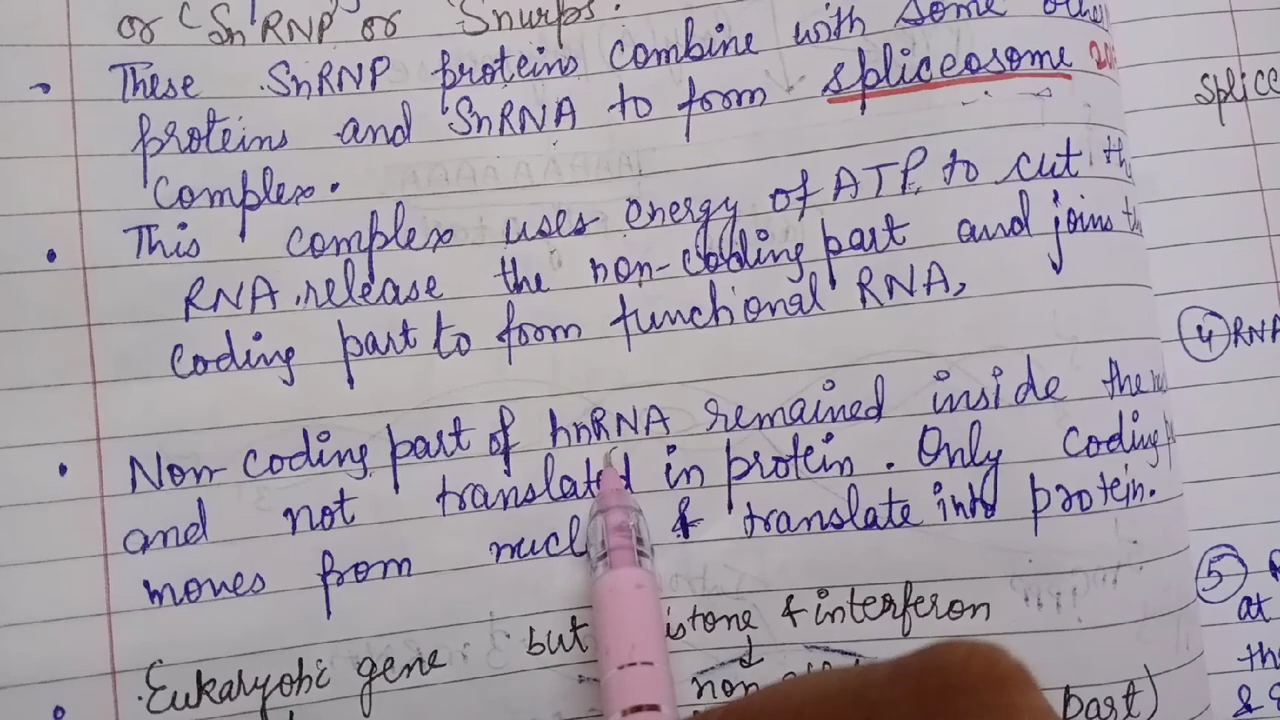 or (SnRNP or Snurps.
These SnRNP proteins combine with some other
proteins and SnRNA to form spliceosome
complex.
This complex uses energy of ATP to cut th
RNA, release the non-coding part and joins th
coding part to form functional RNA,
Non-coding part of hnRNA remained inside the
and not translated in protein. Only coding
moves from nucl & translate into protein.
Eukaryotic gene but istone & interferon
non part)
splice
④ RNA
⑤
at
the
&